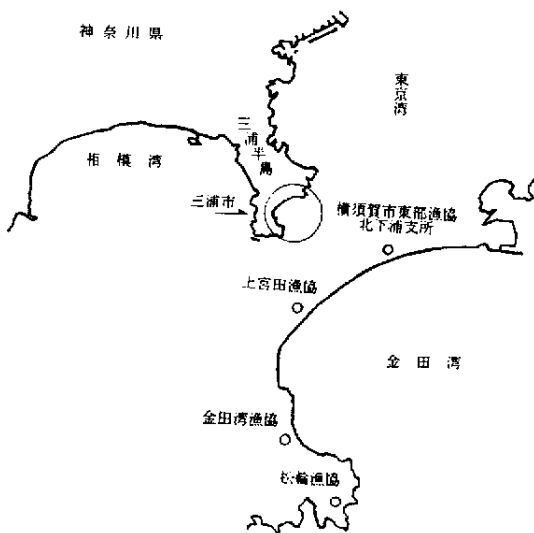 神奈川県
東京湾
三浦半島
相模湾
三浦市
横須賀市東部漁協
北下浦支所
上宮田漁協
金田湾
金田湾漁協
松輪漁協